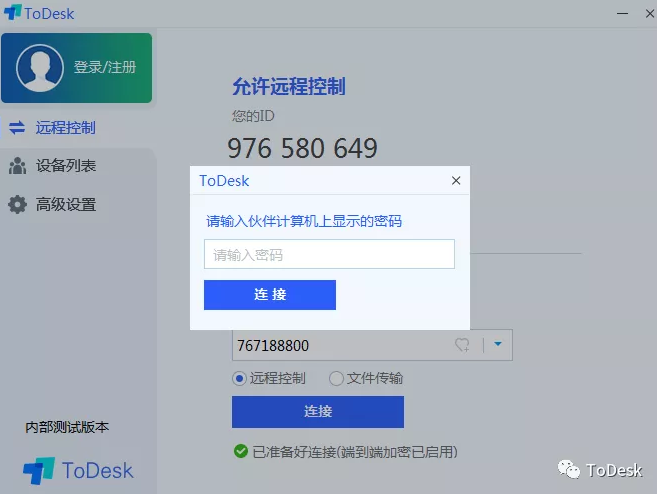 ToDesk
登录/注册
远程控制
设备列表
高级设置
内部测试版本
ToDesk
允许远程控制
您的ID
976 580 649
ToDesk
请输入伙伴计算机上显示的密码
请输入密码
连接
767188800
远程控制 文件传输
连接
已准备好连接(端到端加密已启用)
ToDesk